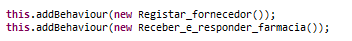 this.addBehaviour(new Registar_fornecedor());
this.addBehaviour(new Receber_e_responder_farmacia());